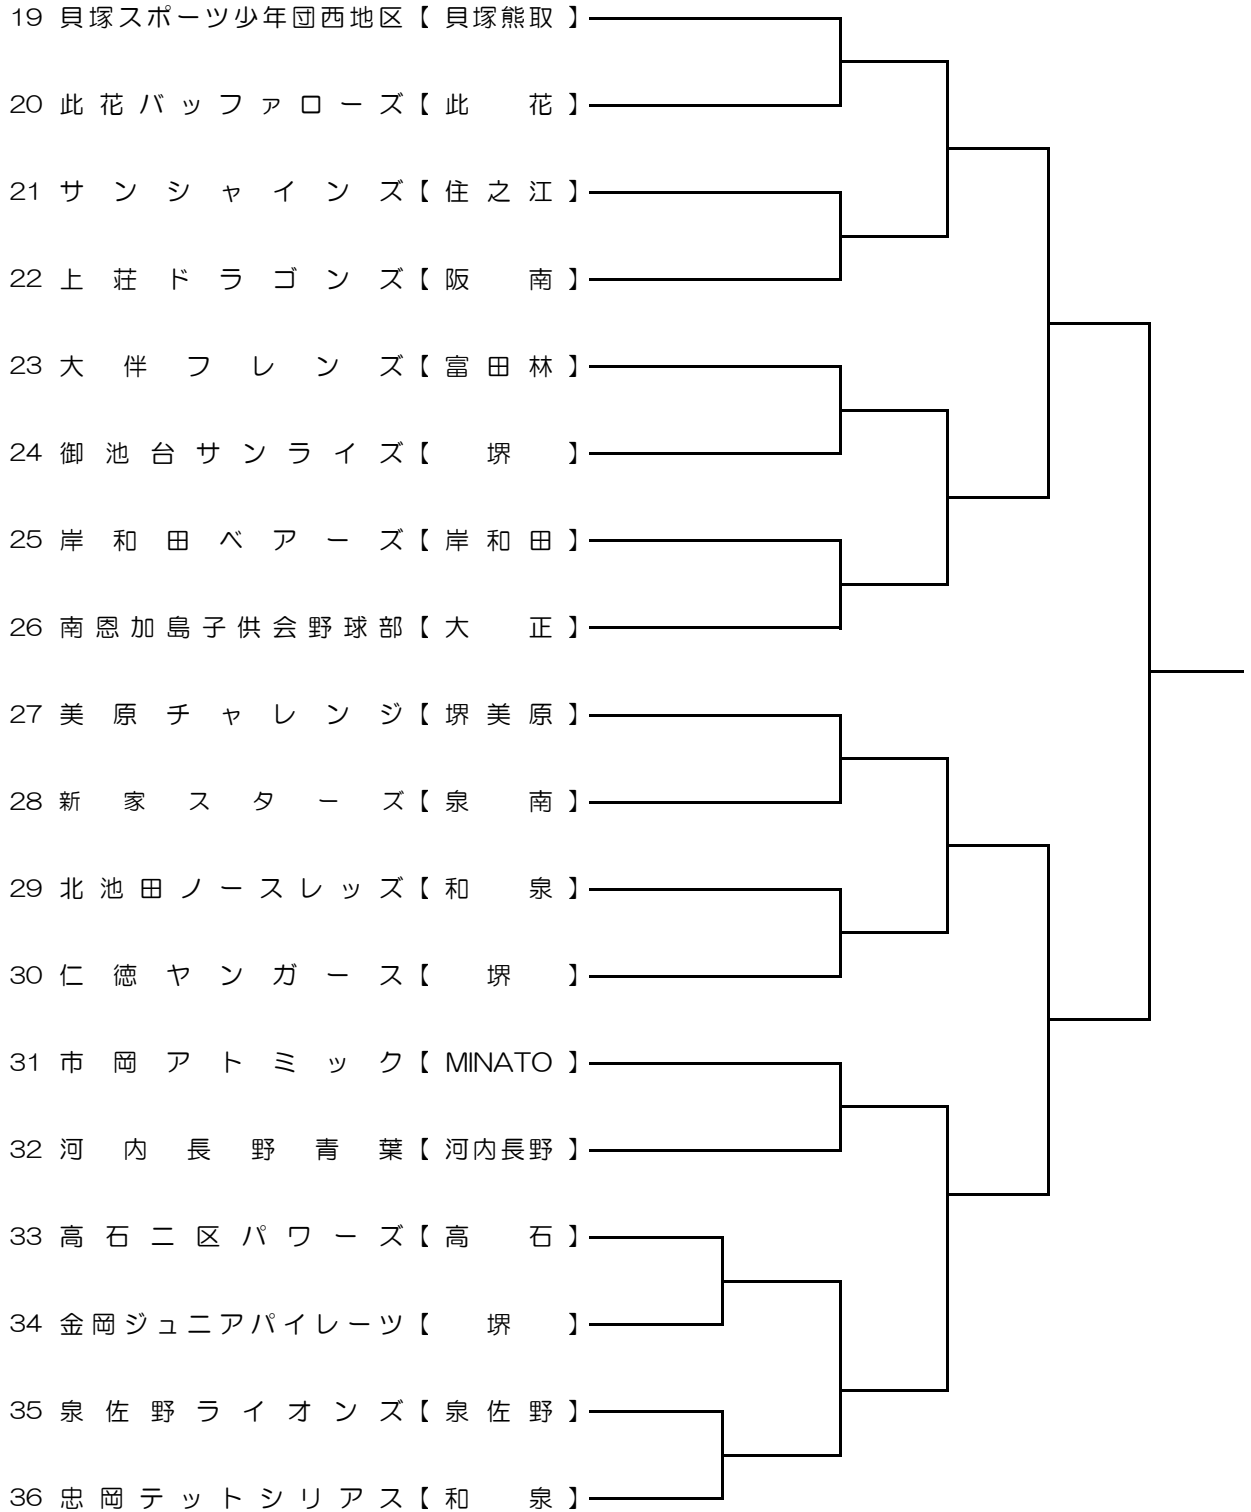 19 貝塚スポーツ少年団西地区【 貝塚熊取 】
20 此花バッファローズ【 此 花 】
21 サンシャインズ【 住之江 】
22 上荘ドラゴンズ【 阪 南 】
23 大伴フレンズ【 富田林 】
24 御池台サンライズ【 堺 】
25 岸和田ベアーズ【 岸和田 】
26 南恩加島子供会野球部【 大 正 】
27 美原チャレンジ【 堺美原 】
28 新家スターズ【 泉 南 】
29 北池田ノースレッズ【 和 泉 】
30 仁徳ヤンガース【 堺 】
31 市岡アトミック【 MINATO 】
32 河内長野青葉【 河内長野 】
33 高石二区パワーズ【 高 石 】
34 金岡ジュニアパイレーツ【 堺 】
35 泉佐野ライオンズ【 泉佐野 】
36 忠岡テットシリアス【 和 泉 】